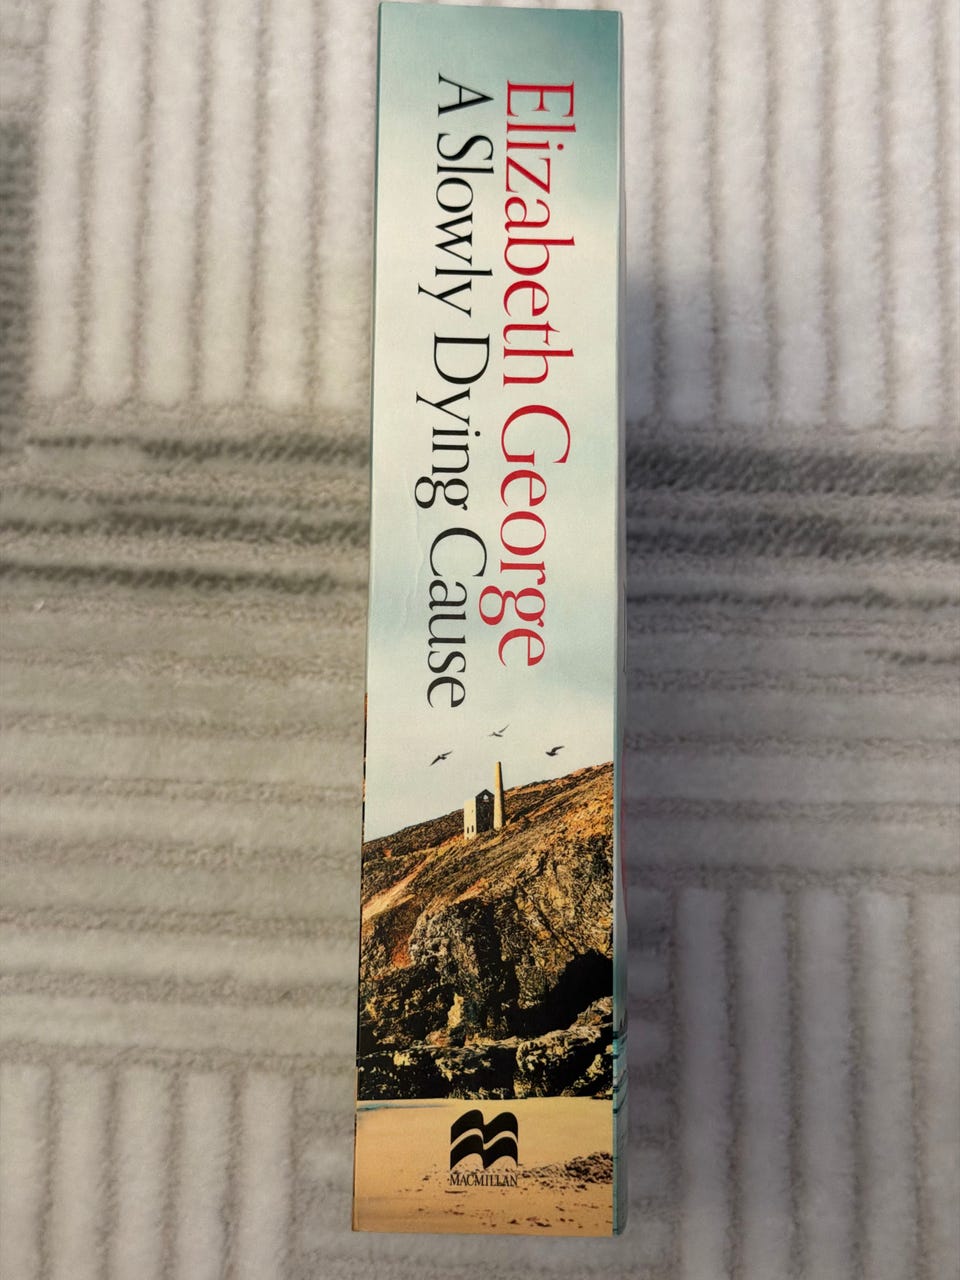 Elizabeth George
A Slowly Dying Cause
MACMILLAN